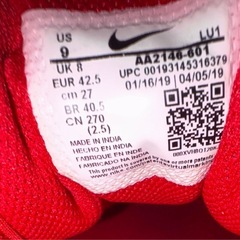 US
9
LU1
UK 8
AA2146-601
EUR 42.5
UPC 00193145316379
cm 27
01/16/19 04/05/19
BR 40.5
CN 270
(2.5)
MADE IN INDIA
HECHO EN INDIA
FABRIQUE EN INDE
FABRICADO NA INDIA